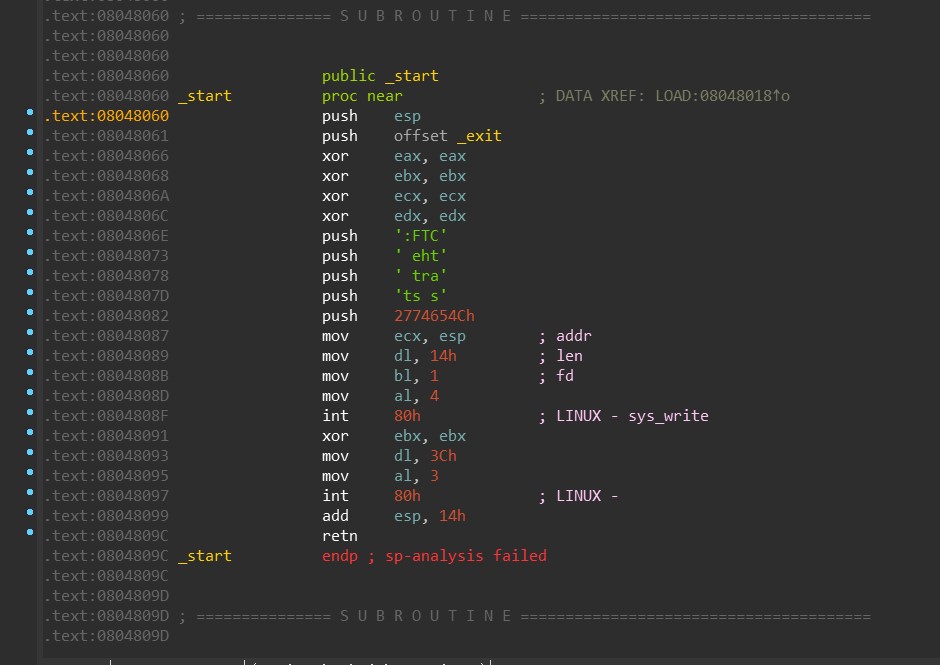 .text:08048060 ; =============== S U B R O U T I N E =======================================
.text:08048060
.text:08048060
.text:08048060 public _start
.text:08048060 _start proc near ; DATA XREF: LOAD:08048018↑o
.text:08048060 push esp
.text:08048061 push offset _exit
.text:08048066 xor eax, eax
.text:08048068 xor ebx, ebx
.text:0804806A xor ecx, ecx
.text:0804806C xor edx, edx
.text:0804806E push ':FTC'
.text:08048073 push ' eht'
.text:08048078 push ' tra'
.text:0804807D push 'ts s'
.text:08048082 push 2774654Ch
.text:08048087 mov ecx, esp ; addr
.text:08048089 mov dl, 14h ; len
.text:0804808B mov bl, 1 ; fd
.text:0804808D mov al, 4
.text:0804808F int 80h ; LINUX - sys_write
.text:08048091 xor ebx, ebx
.text:08048093 mov dl, 3Ch
.text:08048095 mov al, 3
.text:08048097 int 80h ; LINUX -
.text:08048099 add esp, 14h
.text:0804809C retn
.text:0804809C _start endp ; sp-analysis failed
.text:0804809C
.text:0804809D
.text:0804809D ; =============== S U B R O U T I N E =======================================
.text:0804809D